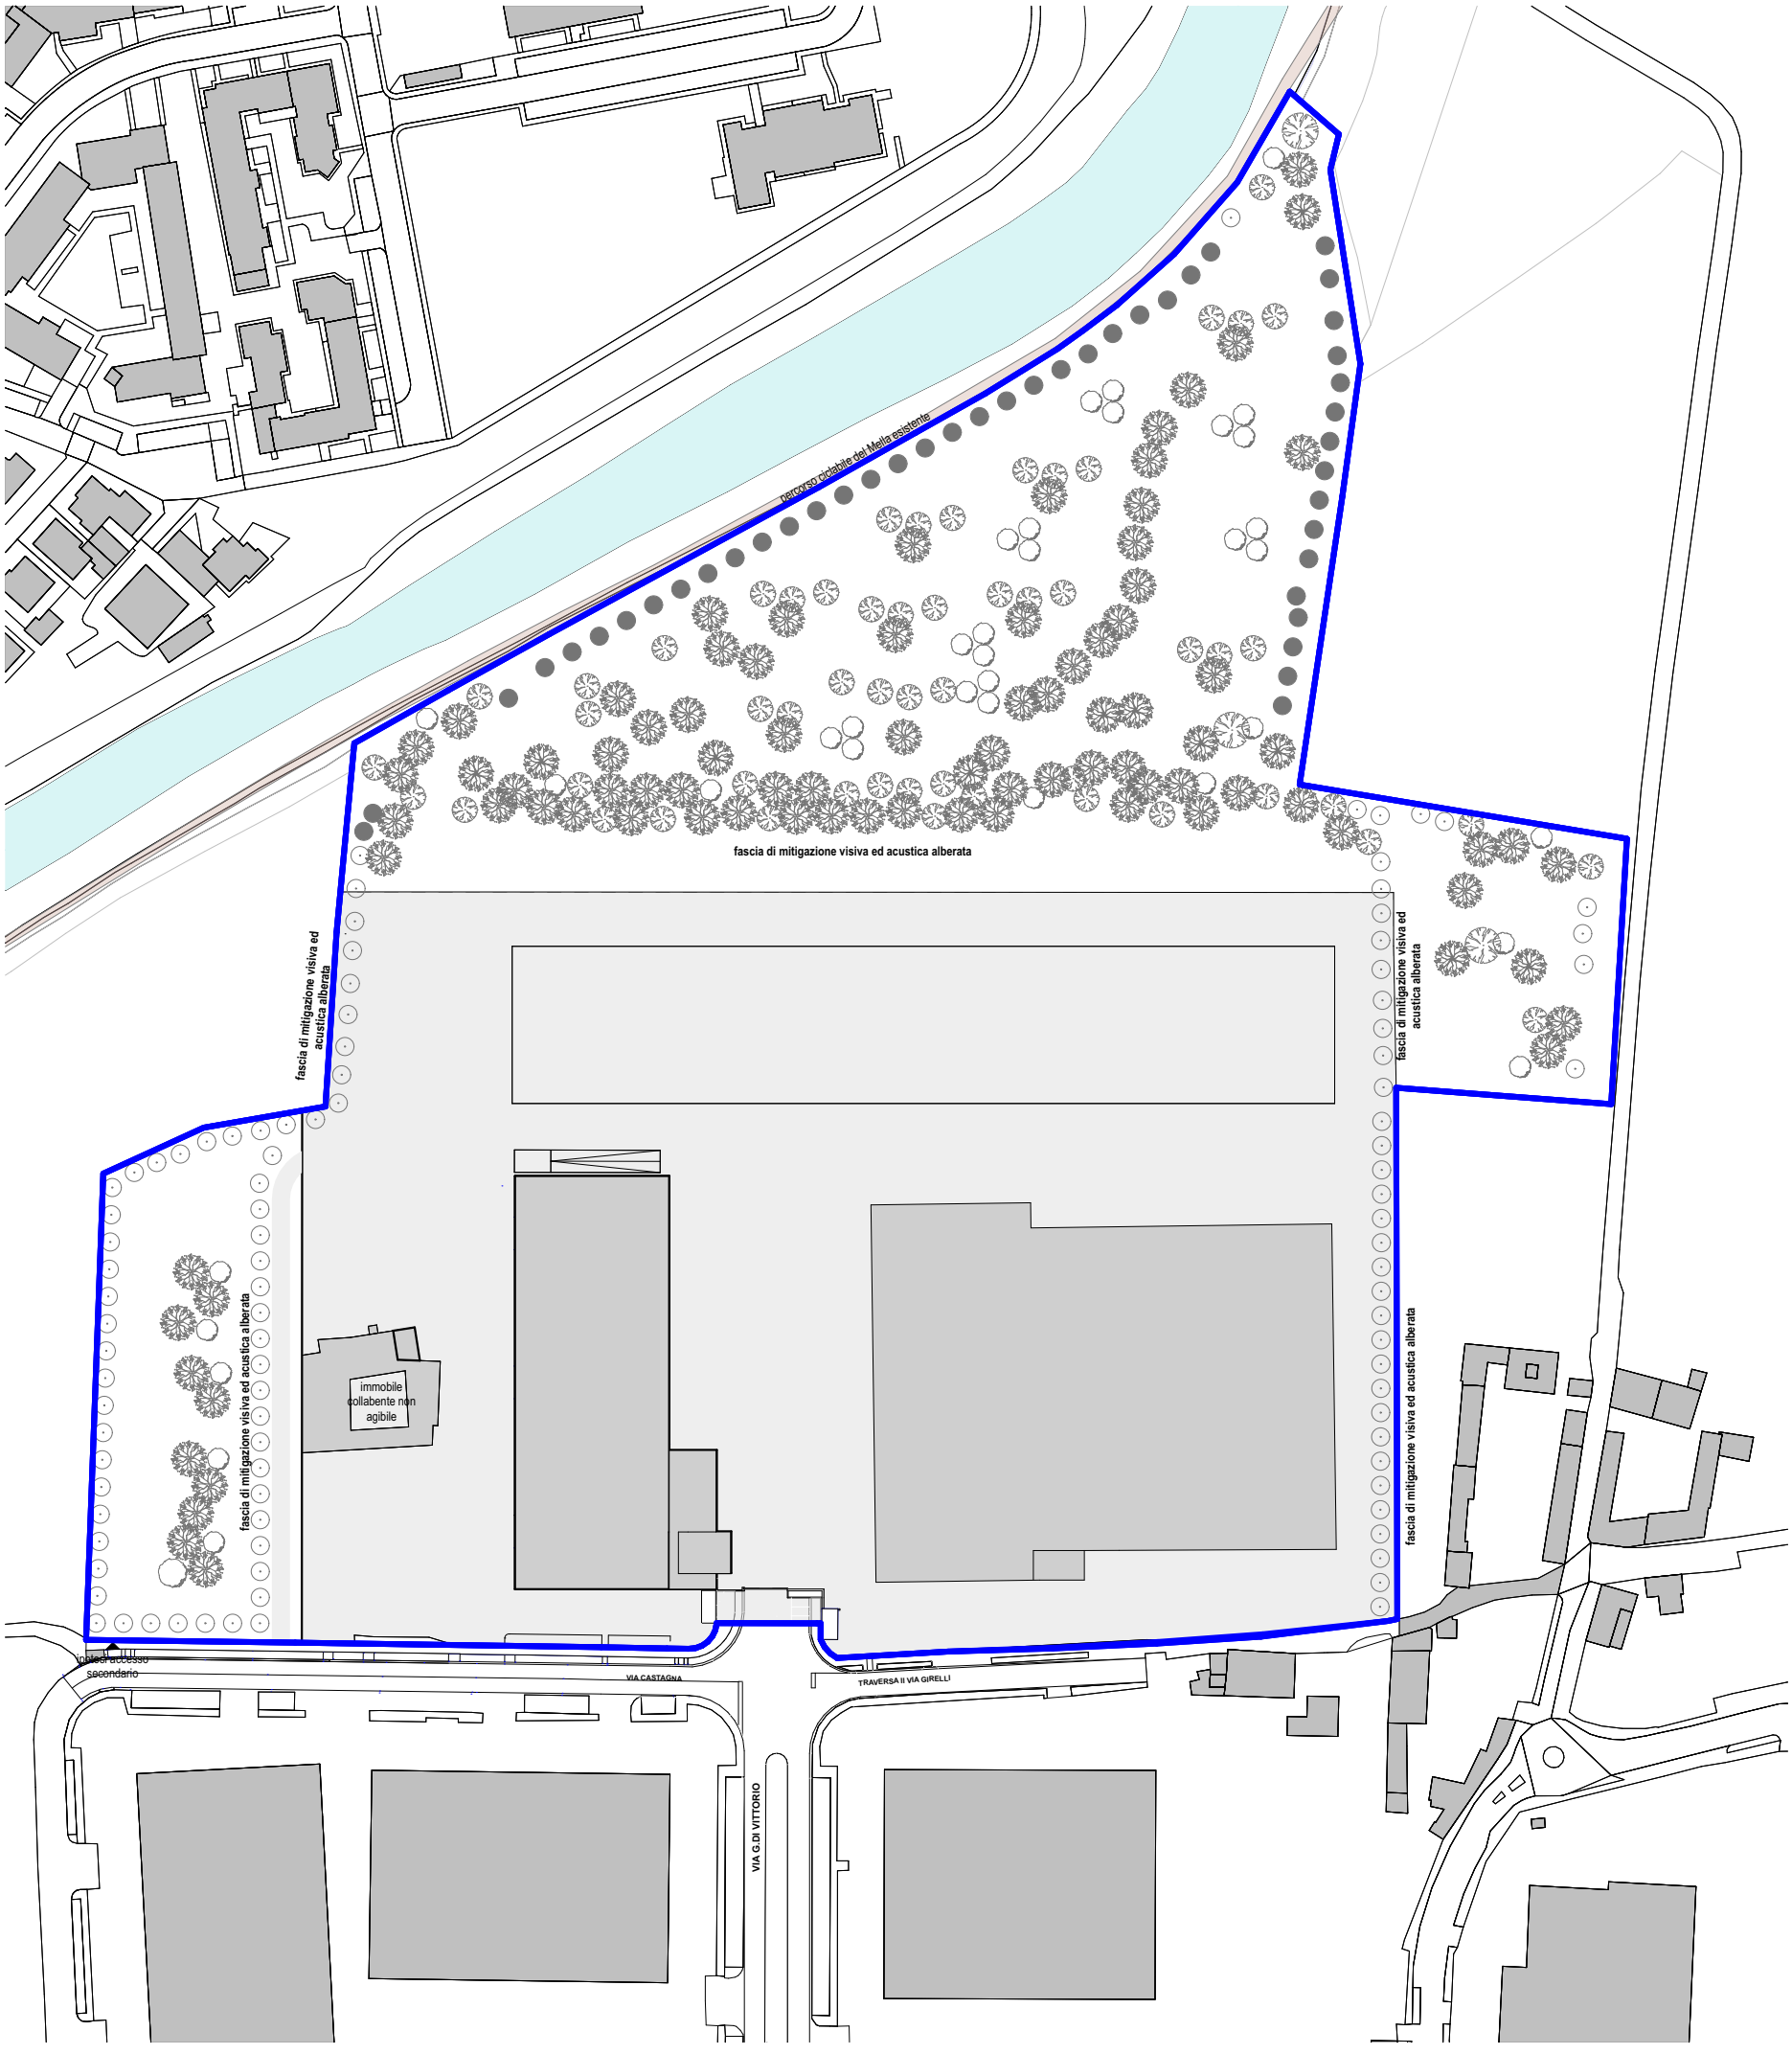 percorso ciclabile del Mella esistente
fascia di mitigazione visiva ed acustica alberata
fascia di mitigazione visiva ed
acustica alberata
fascia di mitigazione visiva ed
acustica alberata
fascia di mitigazione visiva ed acustica alberata
fascia di mitigazione visiva ed acustica alberata
immobile
collabente non
agibile
ipotesi accesso
secondario
VIA CASTAGNA
TRAVERSA II VIA GIRELLI
VIA G.DI VITTORIO